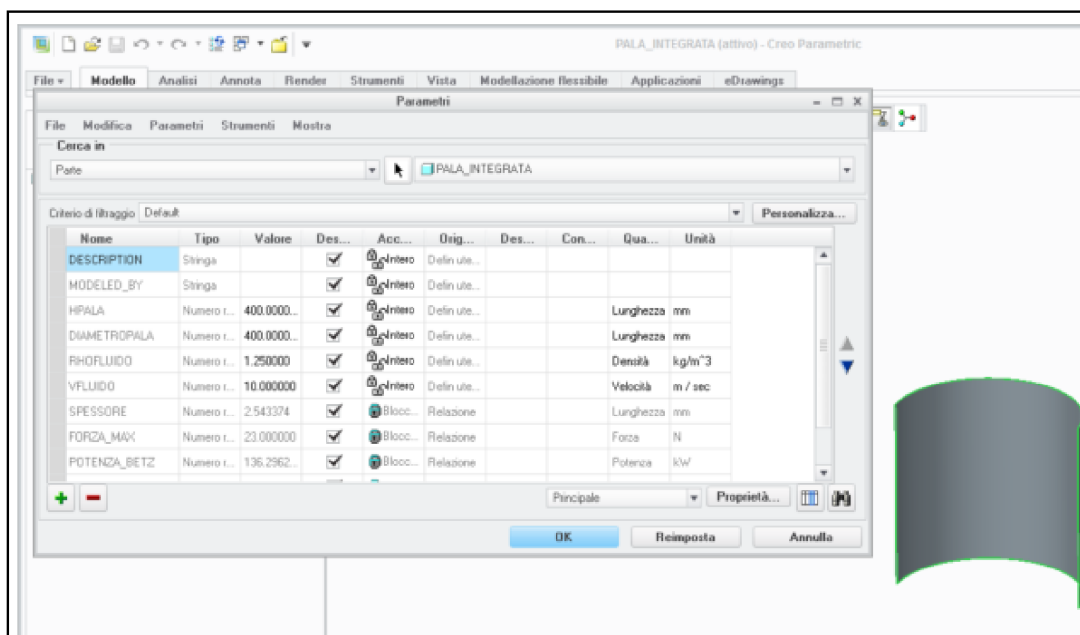 PALA_INTEGRATA (attivo) - Creo Parametric
File Modello Analisi Annota Render Strumenti Vista Modellazione flessibile Applicazioni eDrawings
Parametri
File Modifica Parametri Strumenti Mostra
Cerca in
Parte PALA_INTEGRATA
Criterio di filtraggio Default Personalizza...
Nome Tipo Valore Des... Acc... Orig... Des... Con... Qua... Unità
DESCRIPTION Stringa Intero Defin ute...
MODELED_BY Stringa Intero Defin ute...
HPALA Numero r... 400.0000... Intero Defin ute... Lunghezza mm
DIAMETROPALA Numero r... 400.0000... Intero Defin ute... Lunghezza mm
RHOFLUIDO Numero r... 1.250000 Intero Defin ute... Densità kg/m^3
VFLUIDO Numero r... 10.000000 Intero Defin ute... Velocità m / sec
SPESSORE Numero r... 2.543374 Blocc... Relazione Lunghezza mm
FORZA_MAX Numero r... 23.000000 Blocc... Relazione Forza N
POTENZA_BETZ Numero r... 136.2962... Blocc... Relazione Potenza kW
Principale Proprietà...
OK Reimposta Annulla